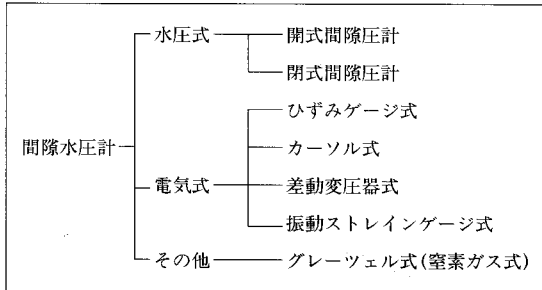 水圧式
開式間隙圧計
閉式間隙圧計
間隙水圧計
電気式
ひずみゲージ式
カーソル式
差動変圧器式
振動ストレインゲージ式
その他
グレーツェル式(窒素ガス式)